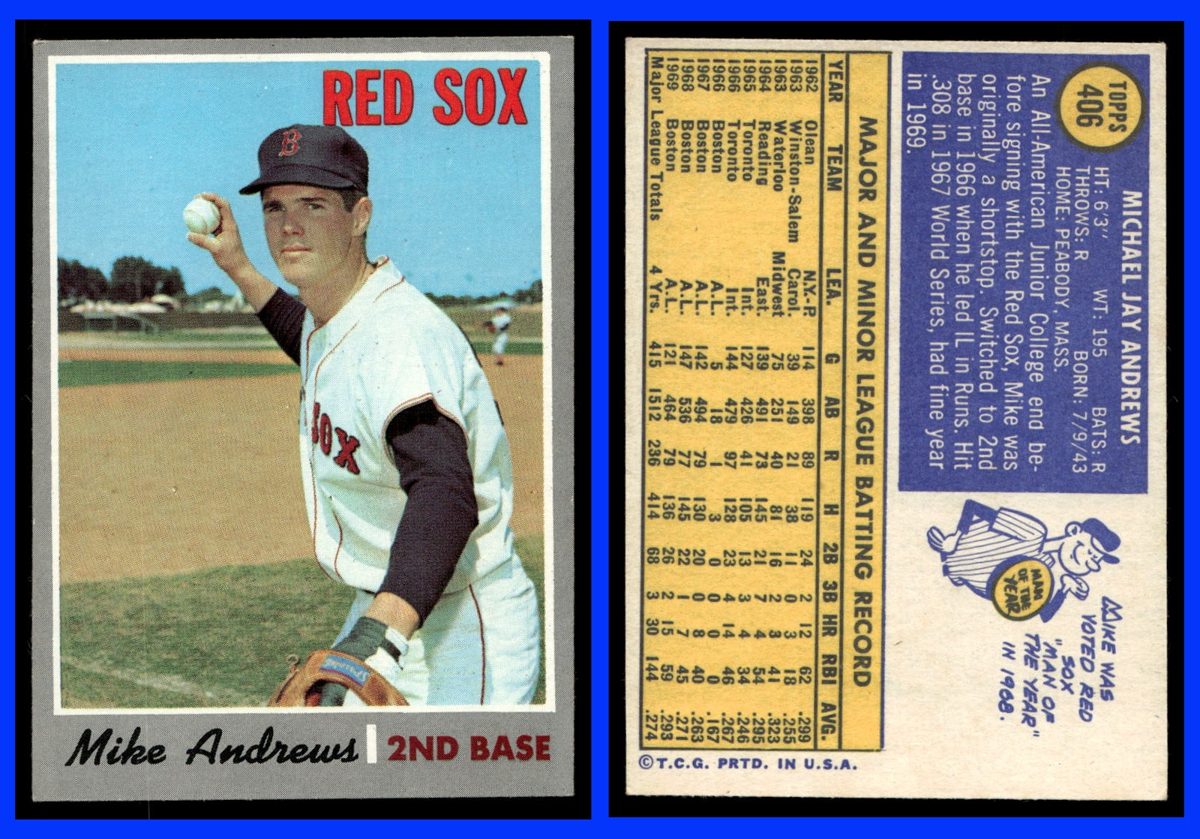 RED SOX
B
SOX
Mike Andrews | 2ND BASE
TOPPS
406
MICHAEL JAY ANDREWS
HT: 6'3" WT: 195 BATS: R
THROWS: R BORN: 7/9/43
HOME: PEABODY, MASS.
An All-American Junior College end be-
fore signing with the Red Sox, Mike was
originally a shortstop. Switched to 2nd
base in 1966 when he led IL in Runs. Hit
.308 in 1967 World Series, had fine year
in 1969.
MAN
OF THE
YEAR
MIKE WAS
VOTED RED
SOX
"MAN OF
THE YEAR"
IN 1968.
MAJOR AND MINOR LEAGUE BATTING RECORD
YEAR TEAM LEA. G AB R H 2B 3B HR RBI AVG.
1962 Olean N.Y.-P. 114 398 89 119 24 2 12 62 .299
1963 Winston-Salem Carol. 39 149 21 38 11 0 3 18 .255
1963 Waterloo Midwest 75 251 40 81 16 2 .323
1964 Reading East. 139 491 73 145 21 7 4 54 .295
1965 Toronto Int. 127 426 41 105 13 3 4 34 .246
1966 Toronto Int. 144 479 97 128 23 4 14 46 .267
1966 Boston A.L. 5 18 1 3 0 0 0 0 .167
1967 Boston A.L. 142 494 79 130 20 0 8 40 .263
1968 Boston A.L. 147 536 77 145 22 1 7 45 .271
1969 Boston A.L. 121 464 79 136 26 2 15 59 .293
Major League Totals 4 Yrs. 415 1512 236 414 68 3 30 144 .274
© T.C.G. PRTD. IN U.S.A.